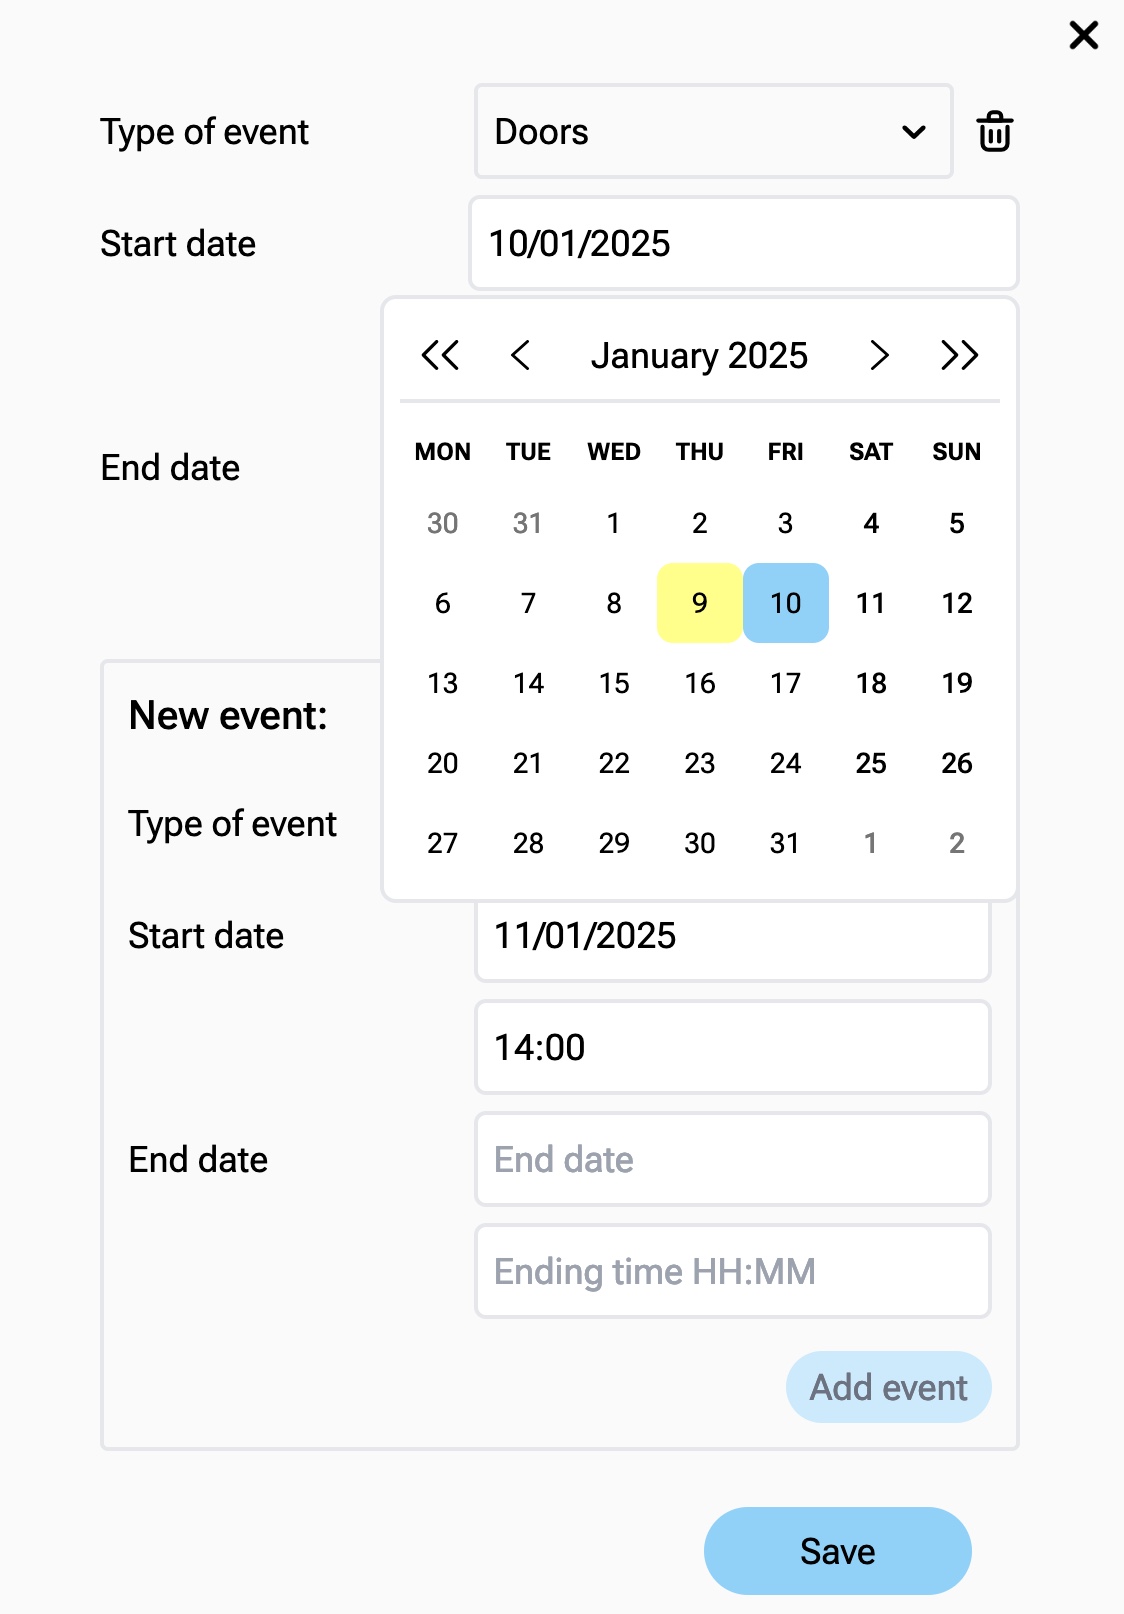 Type of event Doors
Start date 10/01/2025
January 2025
MON TUE WED THU FRI SAT SUN
End date
30 31 1 2 3 4 5
6 7 8 9 10 11 12
13 14 15 16 17 18 19
New event:
20 21 22 23 24 25 26
Type of event
27 28 29 30 31 1 2
Start date 11/01/2025
14:00
End date End date
Ending time HH:MM
Add event
Save